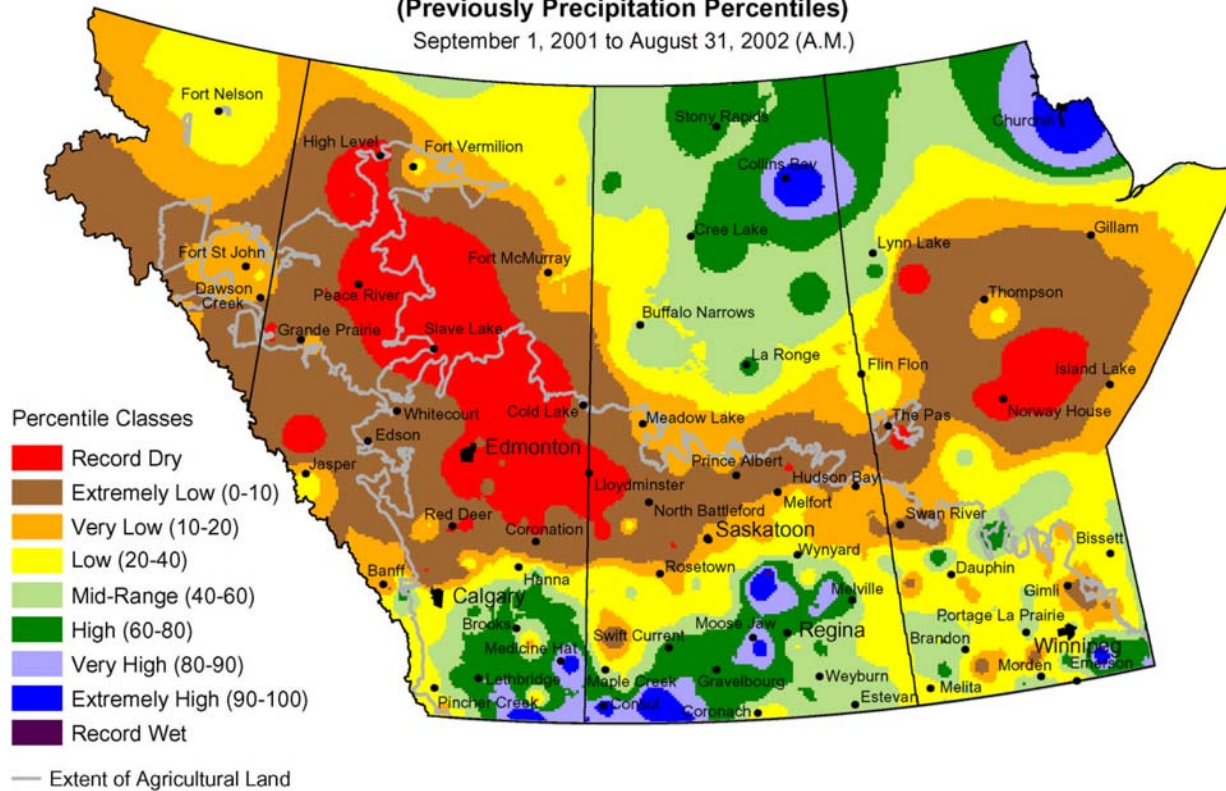 (Previously Precipitation Percentiles)
September 1, 2001 to August 31, 2002 (A.M.)
Fort Nelson
Stony Rapids
Churchill
High Level
Fort Vermilion
Collins Bay
Fort St John
Cree Lake
Gillam
Lynn Lake
Fort McMurray
Dawson
Creek
Peace River
Thompson
Buffalo Narrows
Grande Prairie
Slave Lake
La Ronge
Flin Flon
Island Lake
Whitecourt
Cold Lake
Meadow Lake
The Pas
Norway House
Edson
Edmonton
Jasper
Prince Albert
Hudson Bay
Lloydminster
North Battleford
Melfort
Red Deer
Coronation
Saskatoon
Swan River
Wynyard
Bissett
Banff
Hanna
Rosetown
Dauphin
Calgary
Melville
Gimli
Brooks
Swift Current
Moose Jaw
Regina
Portage La Prairie
Brandon
Winnipeg
Medicine Hat
Lethbridge
Maple Creek
Gravelbourg
Weyburn
Morden
Emerson
Pincher Creek
Consul
Coronach
Estevan
Melita
Percentile Classes
Record Dry
Extremely Low (0-10)
Very Low (10-20)
Low (20-40)
Mid-Range (40-60)
High (60-80)
Very High (80-90)
Extremely High (90-100)
Record Wet
Extent of Agricultural Land